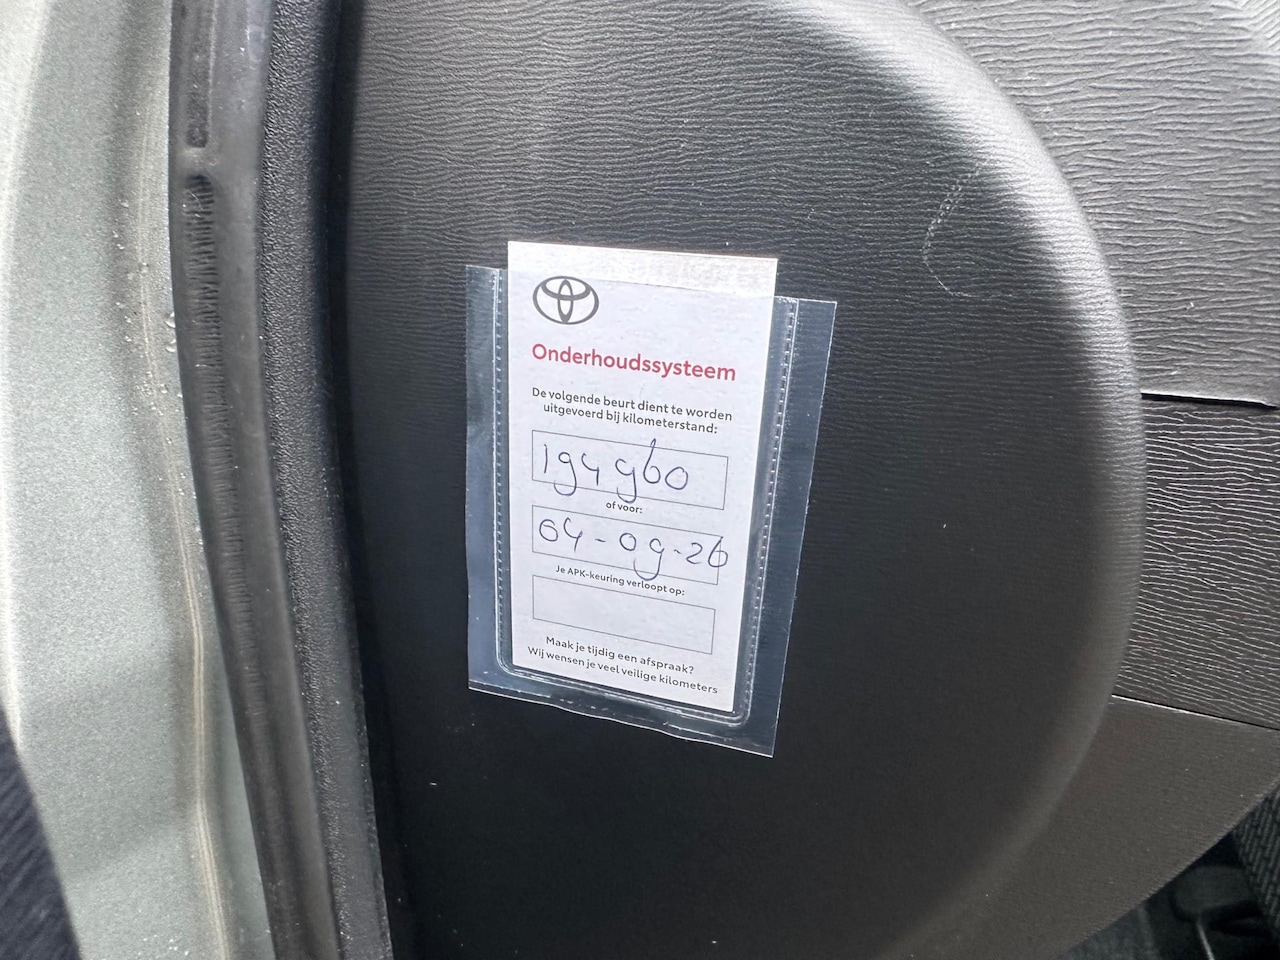 Onderhoudssysteem
De volgende beurt dient te worden
uitgevoerd bij kilometerstand:
194960
of voor:
04-09-26
Je APK-keuring verloopt op:
Maak je tijdig een afspraak?
Wij wensen je veel veilige kilometers